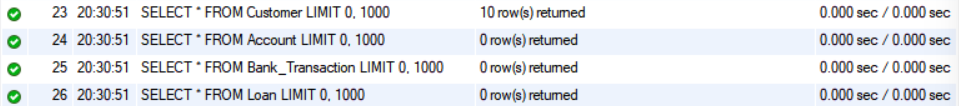 23 20:30:51 SELECT * FROM Customer LIMIT 0, 1000 10 row(s) returned 0.000 sec / 0.000 sec
24 20:30:51 SELECT * FROM Account LIMIT 0, 1000 0 row(s) returned 0.000 sec / 0.000 sec
25 20:30:51 SELECT * FROM Bank_Transaction LIMIT 0, 1000 0 row(s) returned 0.000 sec / 0.000 sec
26 20:30:51 SELECT * FROM Loan LIMIT 0, 1000 0 row(s) returned 0.000 sec / 0.000 sec